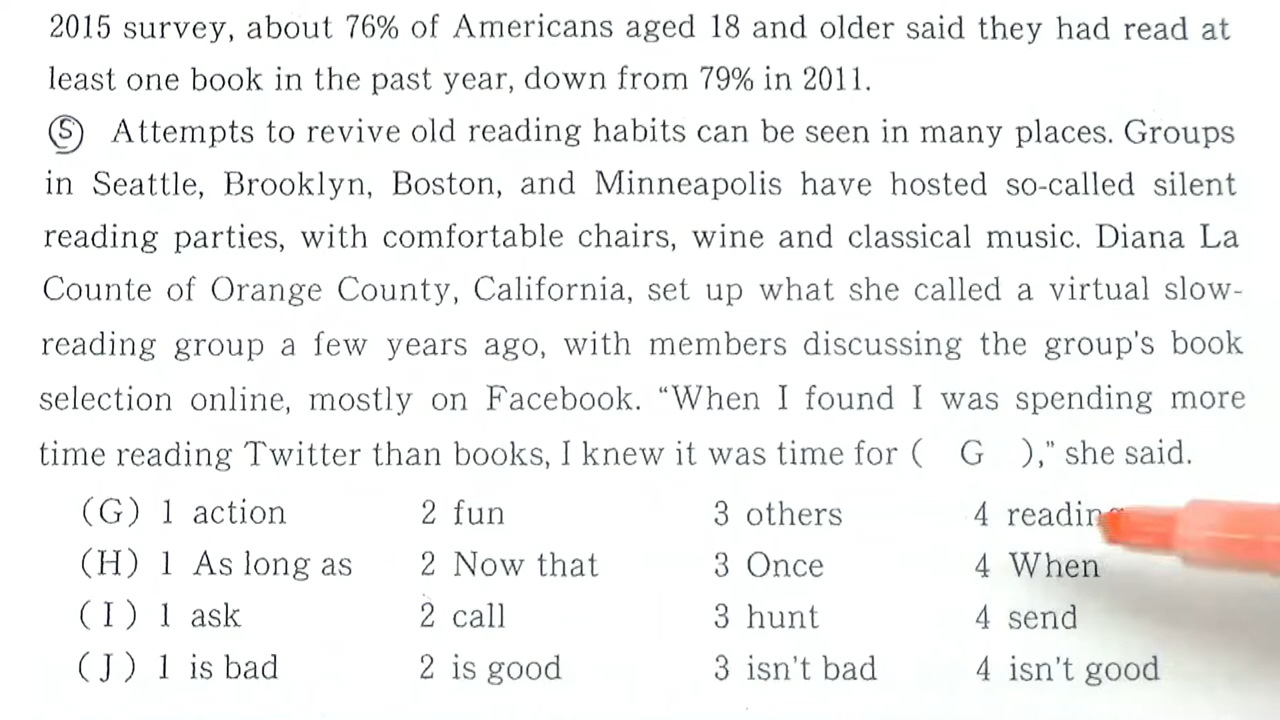 2015 survey, about 76% of Americans aged 18 and older said they had read at
least one book in the past year, down from 79% in 2011.
⑤ Attempts to revive old reading habits can be seen in many places. Groups
in Seattle, Brooklyn, Boston, and Minneapolis have hosted so-called silent
reading parties, with comfortable chairs, wine and classical music. Diana La
Counte of Orange County, California, set up what she called a virtual slow-
reading group a few years ago, with members discussing the group's book
selection online, mostly on Facebook. “When I found I was spending more
time reading Twitter than books, I knew it was time for ( G ),” she said.
(G) 1 action 2 fun 3 others 4 reading
(H) 1 As long as 2 Now that 3 Once 4 When
(I) 1 ask 2 call 3 hunt 4 send
(J) 1 is bad 2 is good 3 isn't bad 4 isn't good